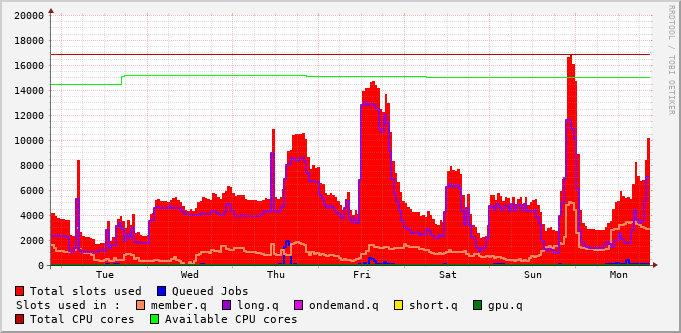 RRDTOOL / TOBI OETIKER
20000
18000
16000
14000
12000
10000
8000
6000
4000
2000
0
Tue Wed Thu Fri Sat Sun Mon
Total slots used Queued Jobs
Slots used in : member.q long.q ondemand.q short.q gpu.q
Total CPU cores Available CPU cores